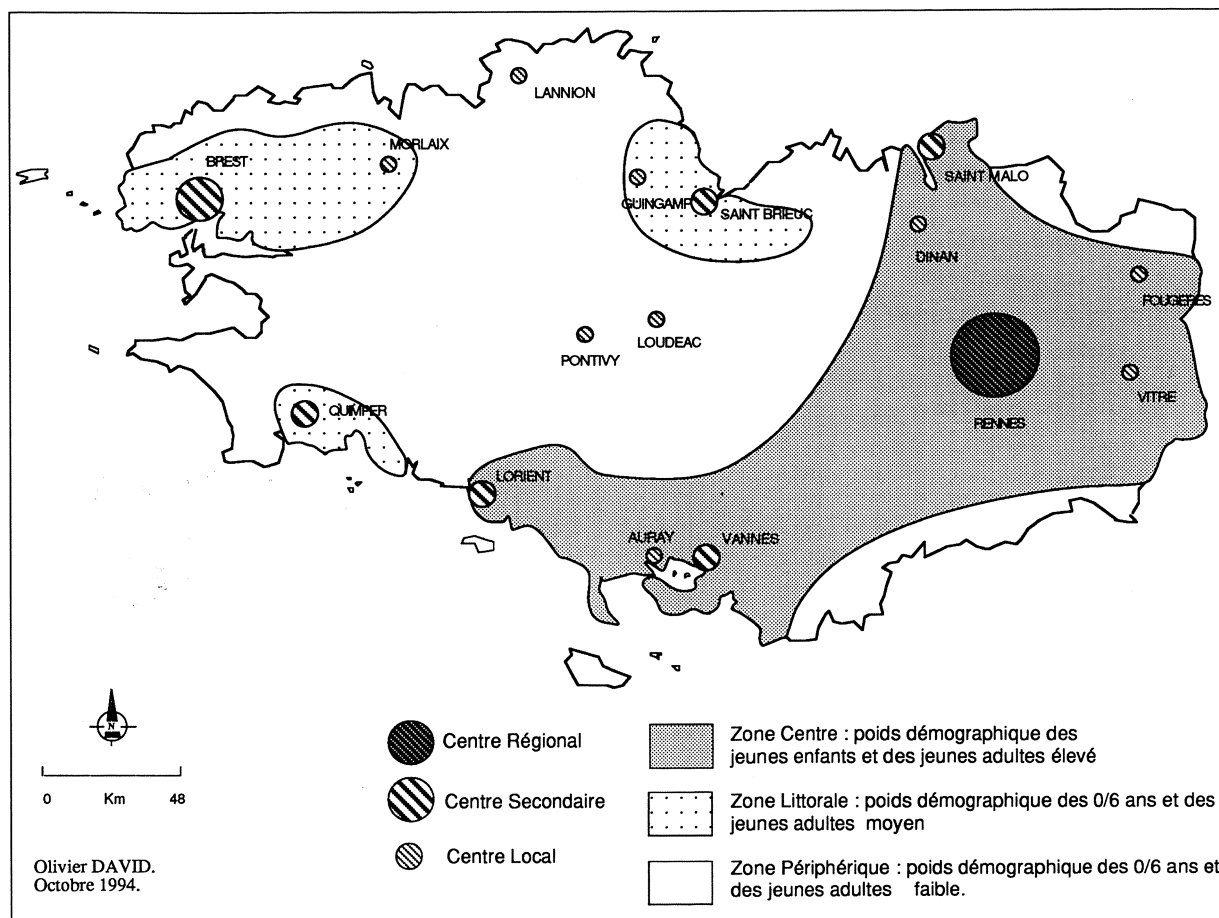 LANNION
MORLAIX
BREST
SAINT MALO
GUINGAMP
SAINT BRIEUC
DINAN
FOUGERES
LOUDEAC
PONTIVY
VITRE
QUIMPER
RENNES
LORIENT
AURAY
VANNES
N
0 Km 48
Olivier DAVID.
Octobre 1994.
Centre Régional
Centre Secondaire
Centre Local
Zone Centre : poids démographique des
jeunes enfants et des jeunes adultes élevé
Zone Littorale : poids démographique des 0/6 ans et des
jeunes adultes moyen
Zone Périphérique : poids démographique des 0/6 ans et
des jeunes adultes faible.